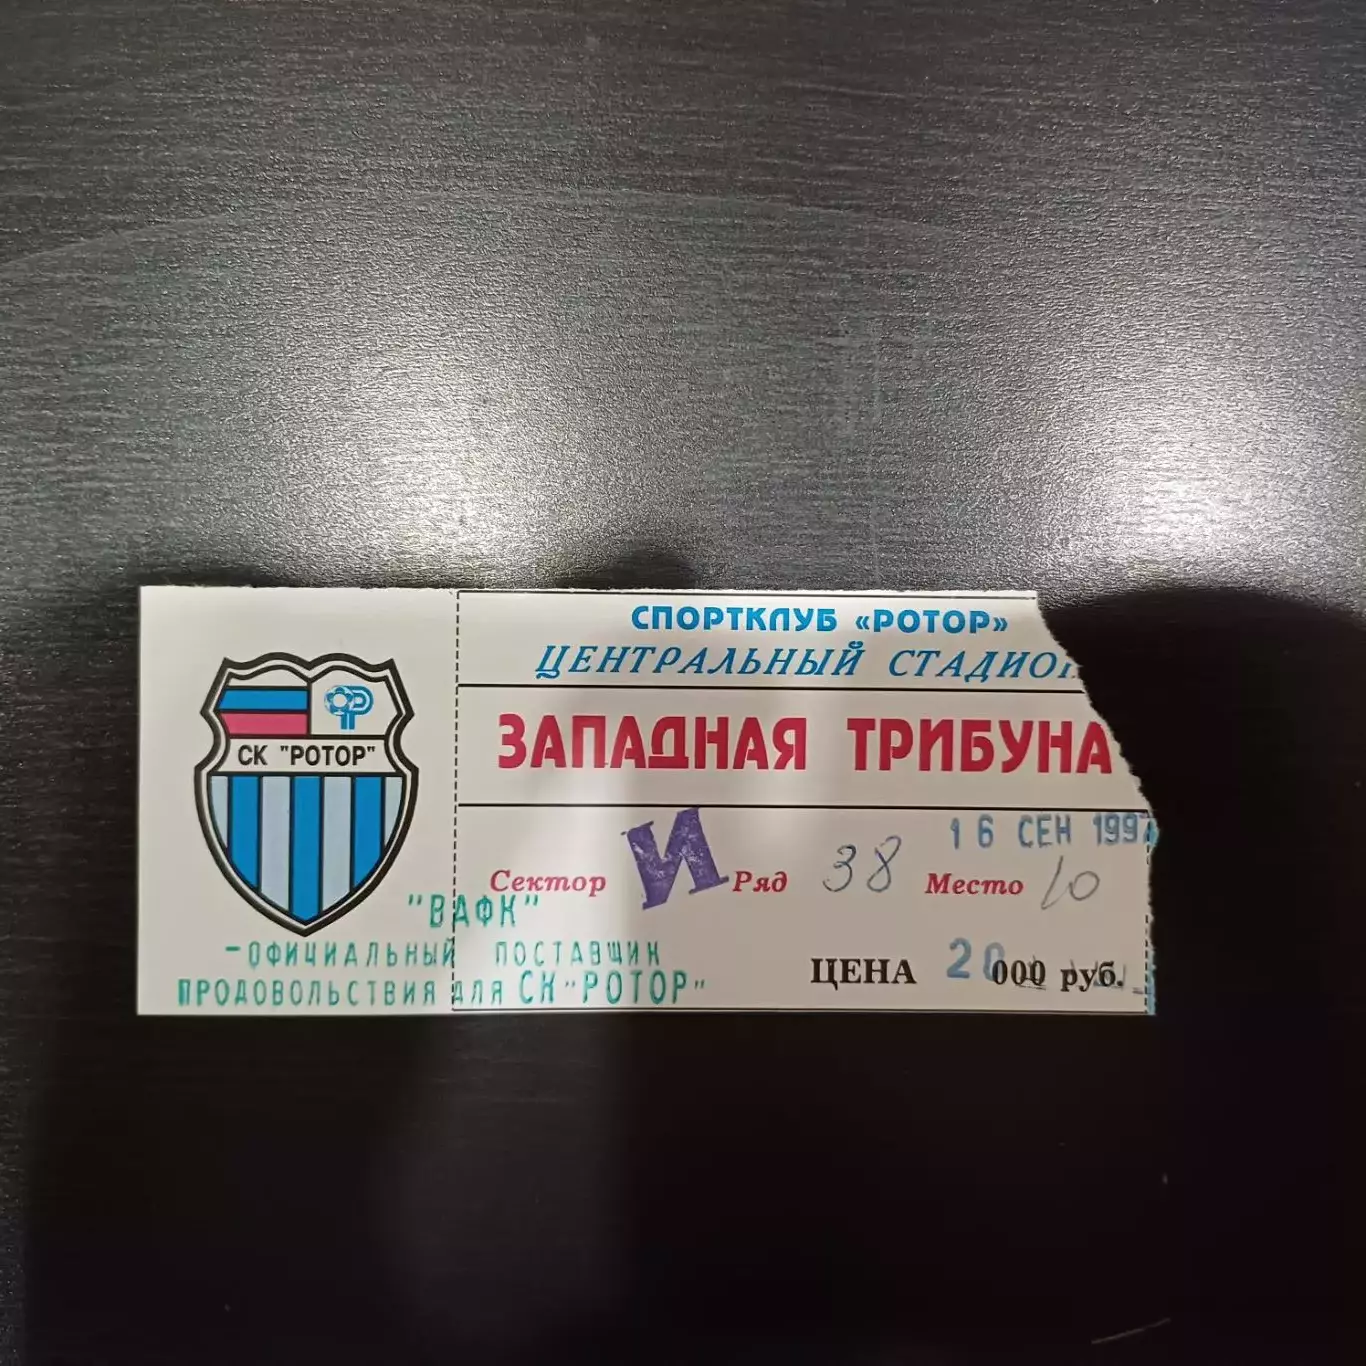 СПОРТКЛУБ «РОТОР»
ЦЕНТРАЛЬНЫЙ СТАДИОН
ЗАПАДНАЯ ТРИБУНА
СК "РОТОР"
16 СЕН 1997
Сектор И Ряд 38 Место 10
"ВАФК"
-ОФИЦИАЛЬНЫЙ ПОСТАВЩИК
ПРОДОВОЛЬСТВИЯ ДЛЯ СК "РОТОР"
ЦЕНА 20 000 руб.